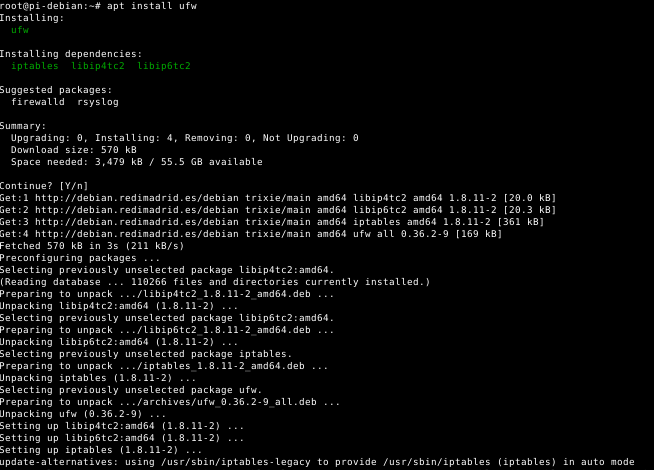 root@pi-debian:~# apt install ufw
Installing:
  ufw

Installing dependencies:
  iptables  libip4tc2  libip6tc2

Suggested packages:
  firewalld  rsyslog

Summary:
  Upgrading: 0, Installing: 4, Removing: 0, Not Upgrading: 0
  Download size: 570 kB
  Space needed: 3,479 kB / 55.5 GB available

Continue? [Y/n]
Get:1 http://debian.redimadrid.es/debian trixie/main amd64 libip4tc2 amd64 1.8.11-2 [20.0 kB]
Get:2 http://debian.redimadrid.es/debian trixie/main amd64 libip6tc2 amd64 1.8.11-2 [20.3 kB]
Get:3 http://debian.redimadrid.es/debian trixie/main amd64 iptables amd64 1.8.11-2 [361 kB]
Get:4 http://debian.redimadrid.es/debian trixie/main amd64 ufw all 0.36.2-9 [169 kB]
Fetched 570 kB in 3s (211 kB/s)
Preconfiguring packages ...
Selecting previously unselected package libip4tc2:amd64.
(Reading database ... 110266 files and directories currently installed.)
Preparing to unpack .../libip4tc2_1.8.11-2_amd64.deb ...
Unpacking libip4tc2:amd64 (1.8.11-2) ...
Selecting previously unselected package libip6tc2:amd64.
Preparing to unpack .../libip6tc2_1.8.11-2_amd64.deb ...
Unpacking libip6tc2:amd64 (1.8.11-2) ...
Selecting previously unselected package iptables.
Preparing to unpack .../iptables_1.8.11-2_amd64.deb ...
Unpacking iptables (1.8.11-2) ...
Selecting previously unselected package ufw.
Preparing to unpack .../archives/ufw_0.36.2-9_all.deb ...
Unpacking ufw (0.36.2-9) ...
Setting up libip4tc2:amd64 (1.8.11-2) ...
Setting up libip6tc2:amd64 (1.8.11-2) ...
Setting up iptables (1.8.11-2) ...
update-alternatives: using /usr/sbin/iptables-legacy to provide /usr/sbin/iptables (iptables) in auto mode